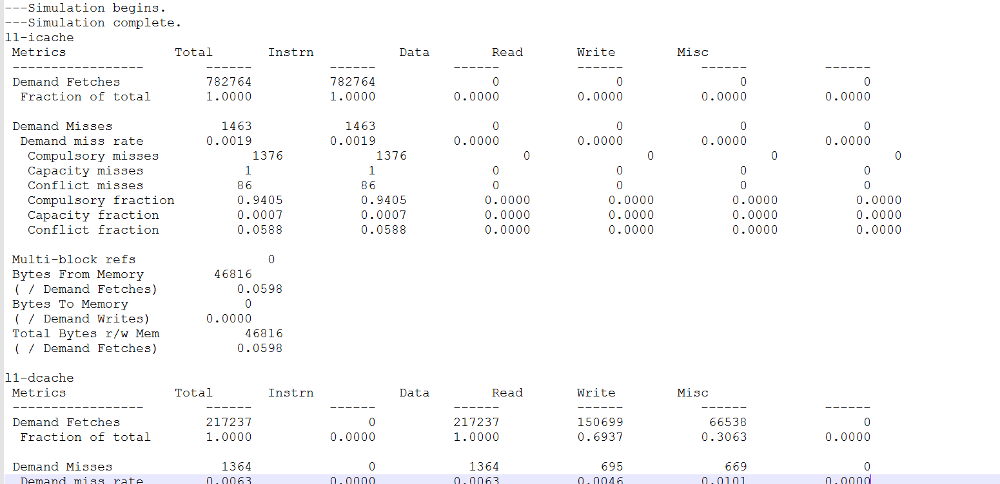 ---Simulation begins.
---Simulation complete.
l1-icache
Metrics Total Instrn Data Read Write Misc
----------------- ------ ------ ------ ------ ------ ------
Demand Fetches 782764 782764 0 0 0 0
Fraction of total 1.0000 1.0000 0.0000 0.0000 0.0000 0.0000
Demand Misses 1463 1463 0 0 0 0
Demand miss rate 0.0019 0.0019 0.0000 0.0000 0.0000 0.0000
Compulsory misses 1376 1376 0 0 0 0
Capacity misses 1 1 0 0 0 0
Conflict misses 86 86 0 0 0 0
Compulsory fraction 0.9405 0.9405 0.0000 0.0000 0.0000 0.0000
Capacity fraction 0.0007 0.0007 0.0000 0.0000 0.0000 0.0000
Conflict fraction 0.0588 0.0588 0.0000 0.0000 0.0000 0.0000
Multi-block refs 0
Bytes From Memory 46816
( / Demand Fetches) 0.0598
Bytes To Memory 0
( / Demand Writes) 0.0000
Total Bytes r/w Mem 46816
( / Demand Fetches) 0.0598
l1-dcache
Metrics Total Instrn Data Read Write Misc
----------------- ------ ------ ------ ------ ------ ------
Demand Fetches 217237 0 217237 150699 66538 0
Fraction of total 1.0000 0.0000 1.0000 0.6937 0.3063 0.0000
Demand Misses 1364 0 1364 695 669 0
Demand miss rate 0.0063 0.0000 0.0063 0.0046 0.0101 0.0000